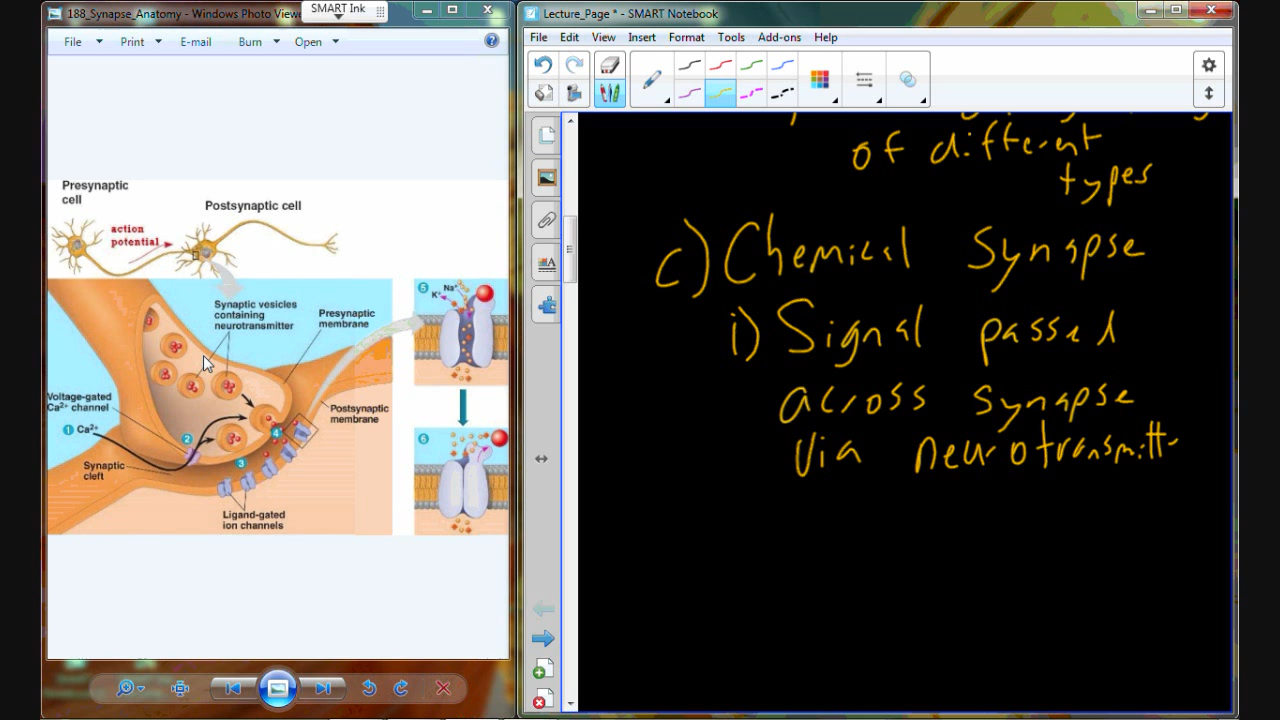 188_Synapse_Anatomy - Windows Photo Viewe
SMART Ink
File Print E-mail Burn Open
Presynaptic
cell
Postsynaptic cell
action
potential
Synaptic vesicles
containing
neurotransmitter
Presynaptic
membrane
Voltage-gated
Ca2+ channel
1 Ca2+
2
3
4
Synaptic
cleft
Postsynaptic
membrane
Ligand-gated
ion channels
5
Na+
K+
6
Lecture_Page * - SMART Notebook
File Edit View Insert Format Tools Add-ons Help
of different
types
c) Chemical Synapse
i) Signal passed
across synapse
via neurotransmitt